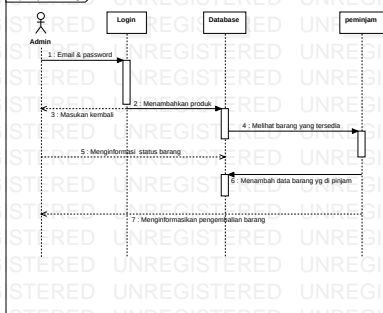 Login
Database
peminjam
Admin
1 : Email & password
2 : Menambahkan produk
3 : Masukan kembali
4 : Melihat barang yang tersedia
5 : Menginformasi status barang
6 : Menambah data barang yg di pinjam
7 : Menginformasikan pengembalian barang
UNREGISTERED